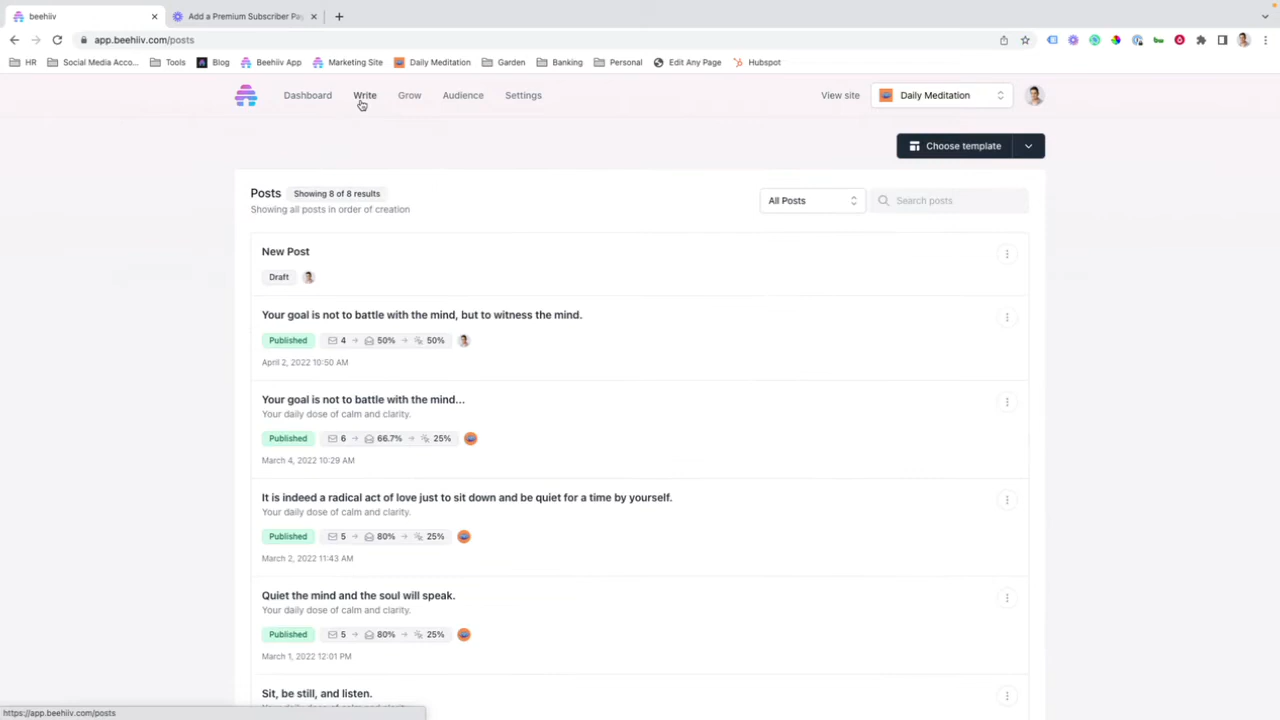 beehiiv
Add a Premium Subscriber Pay
app.beehiiv.com/posts
HR
Social Media Acco...
Tools
Blog
Beehiiv App
Marketing Site
Daily Meditation
Garden
Banking
Personal
Edit Any Page
Hubspot
Dashboard
Write
Grow
Audience
Settings
View site
Daily Meditation
Choose template
Posts
Showing 8 of 8 results
Showing all posts in order of creation
All Posts
Search posts
New Post
Draft
Your goal is not to battle with the mind, but to witness the mind.
Published
4
50%
50%
April 2, 2022 10:50 AM
Your goal is not to battle with the mind...
Your daily dose of calm and clarity.
Published
6
66.7%
25%
March 4, 2022 10:29 AM
It is indeed a radical act of love just to sit down and be quiet for a time by yourself.
Your daily dose of calm and clarity.
Published
5
80%
25%
March 2, 2022 11:43 AM
Quiet the mind and the soul will speak.
Your daily dose of calm and clarity.
Published
5
80%
25%
March 1, 2022 12:01 PM
Sit, be still, and listen.
https://app.beehiiv.com/posts